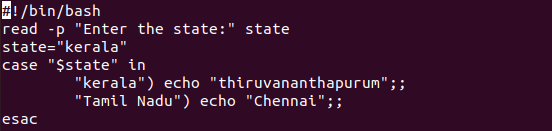 #!/bin/bash
read -p "Enter the state:" state
state="kerala"
case "$state" in
        "kerala") echo "thiruvananthapurum";;
        "Tamil Nadu") echo "Chennai";;
esac